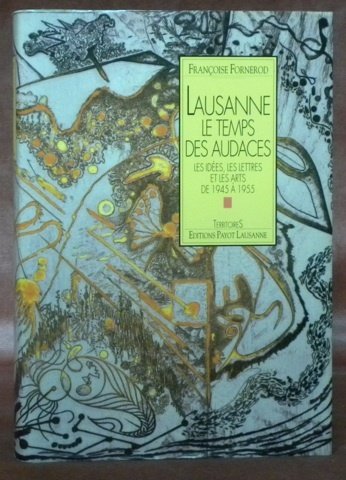 FRANÇOISE FORNEROD
LAUSANNE
LE TEMPS
DES AUDACES
LES IDÉES, LES LETTRES
ET LES ARTS
DE 1945 À 1955
TERRITOIRES
EDITIONS PAYOT LAUSANNE